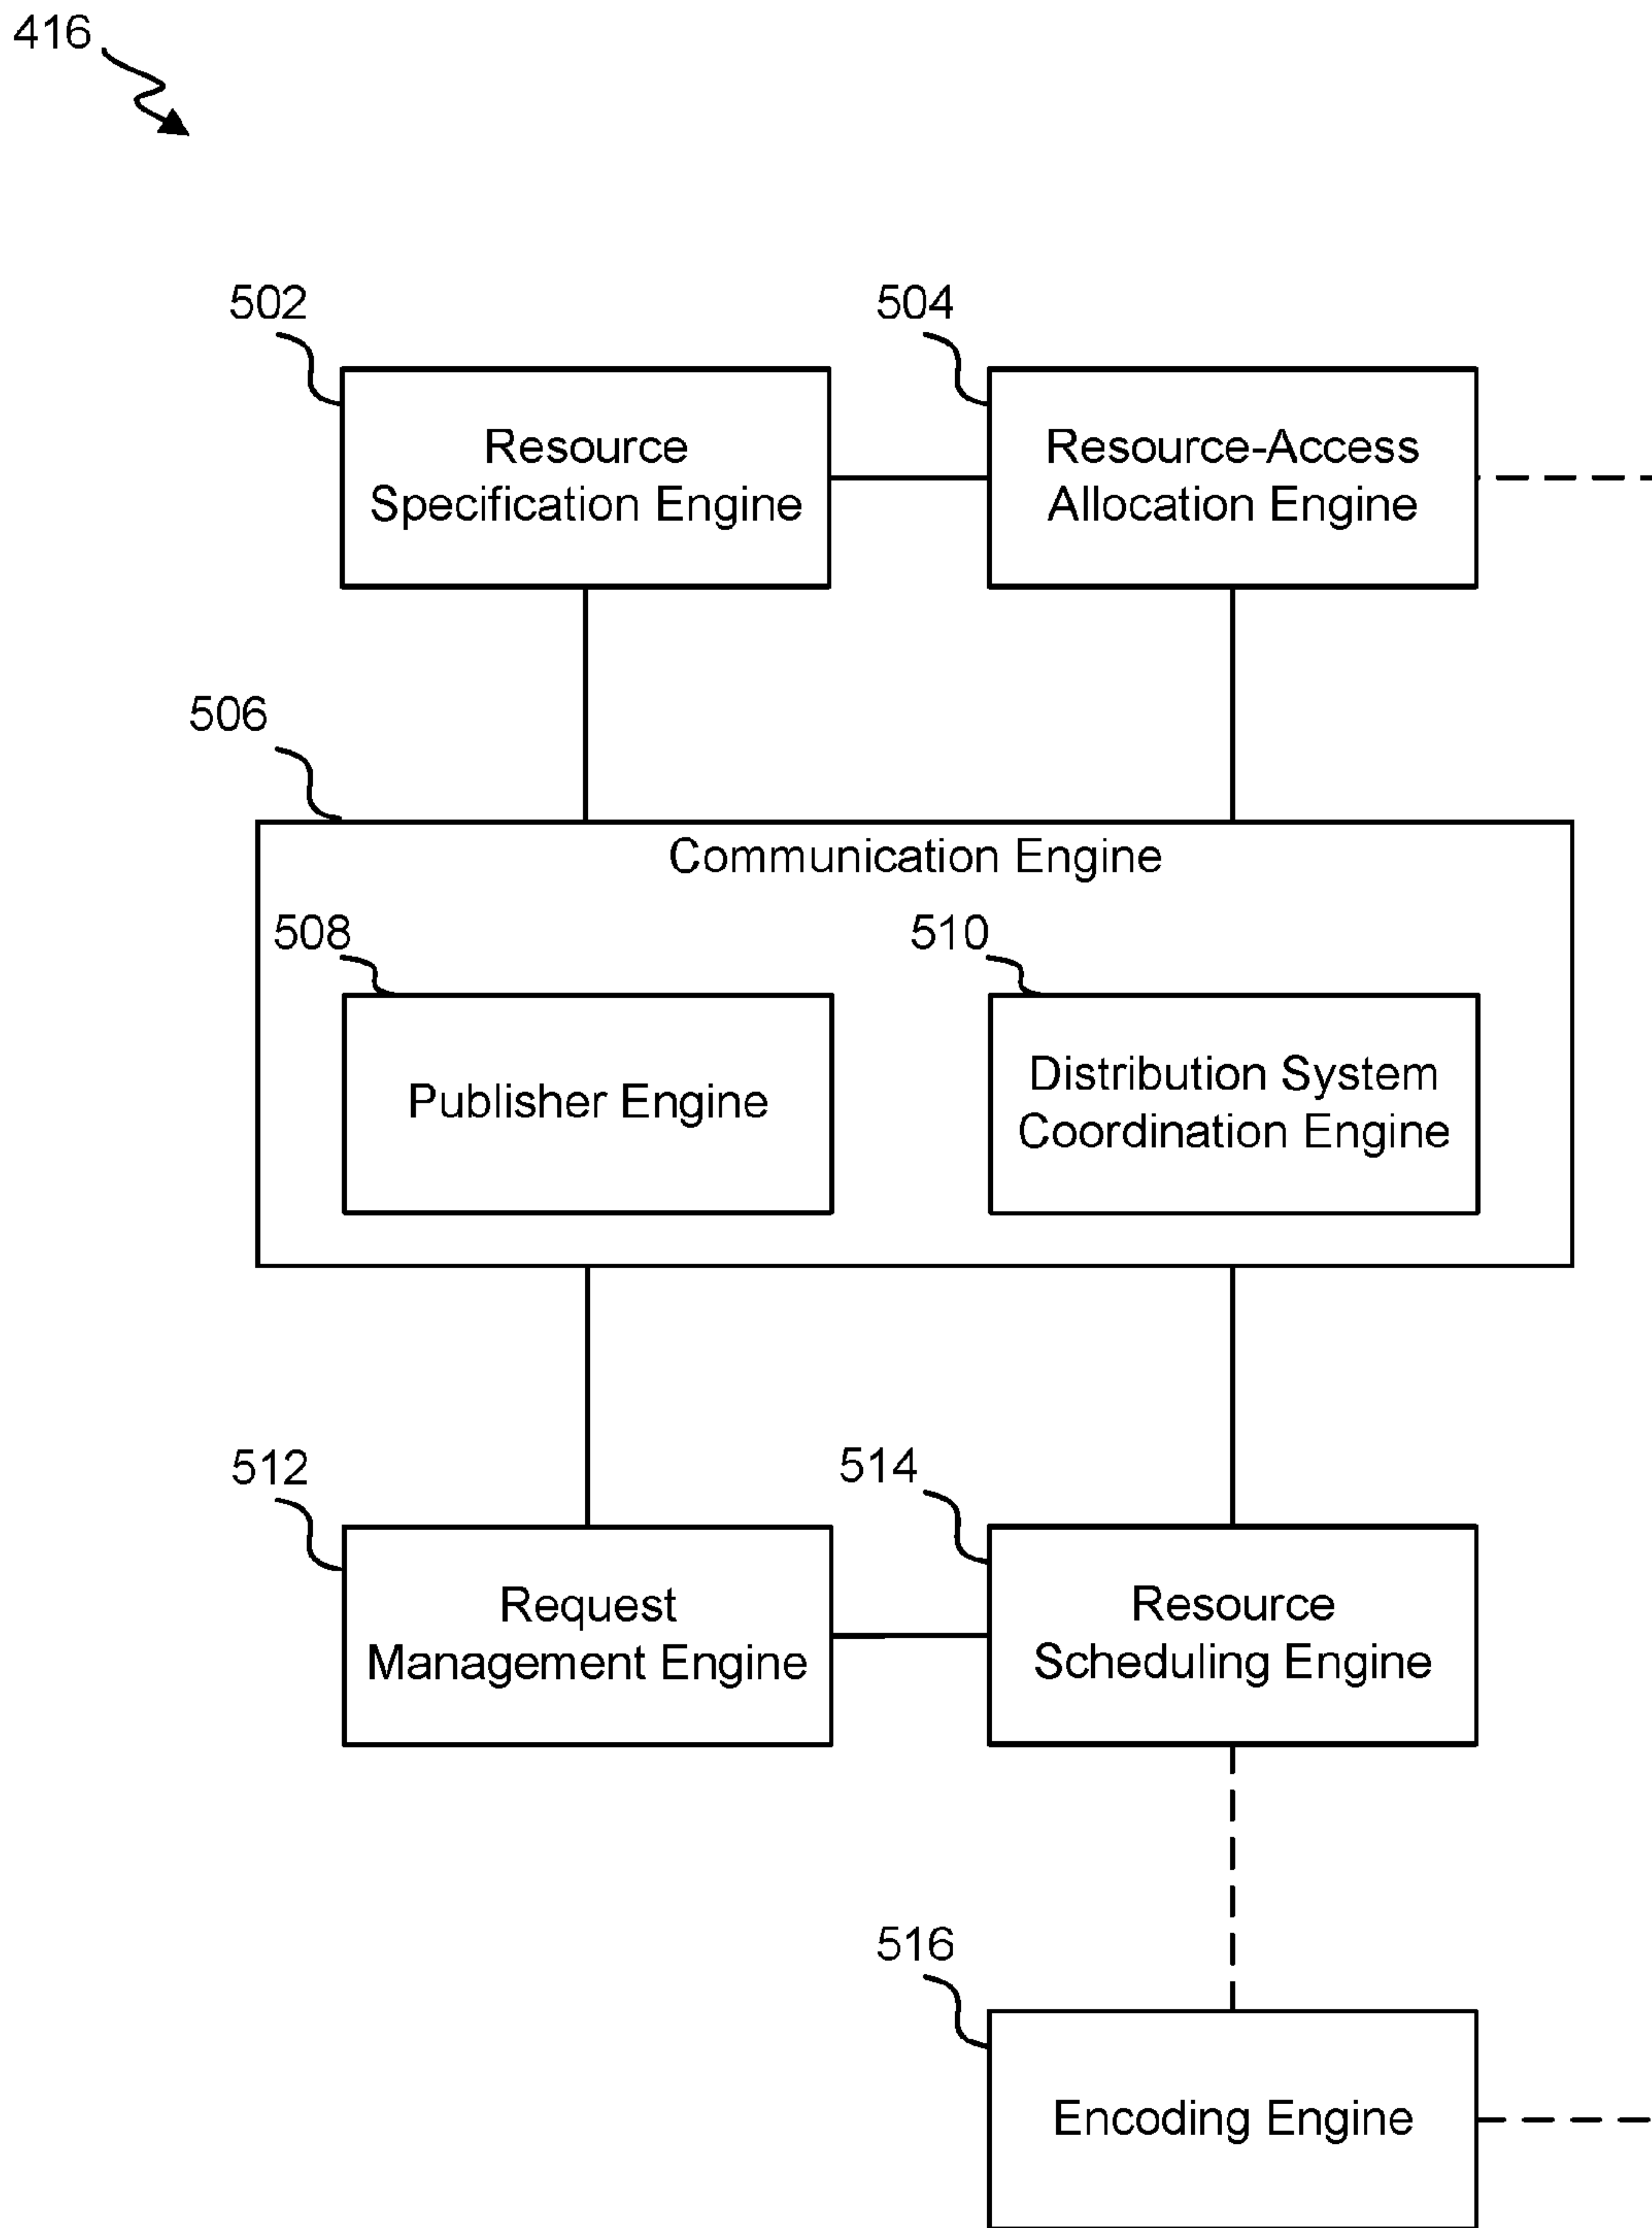 416
502
504
Resource
Specification Engine
Resource-Access
Allocation Engine
506
Communication Engine
508
510
Publisher Engine
Distribution System
Coordination Engine
512
514
Request
Management Engine
Resource
Scheduling Engine
516
Encoding Engine